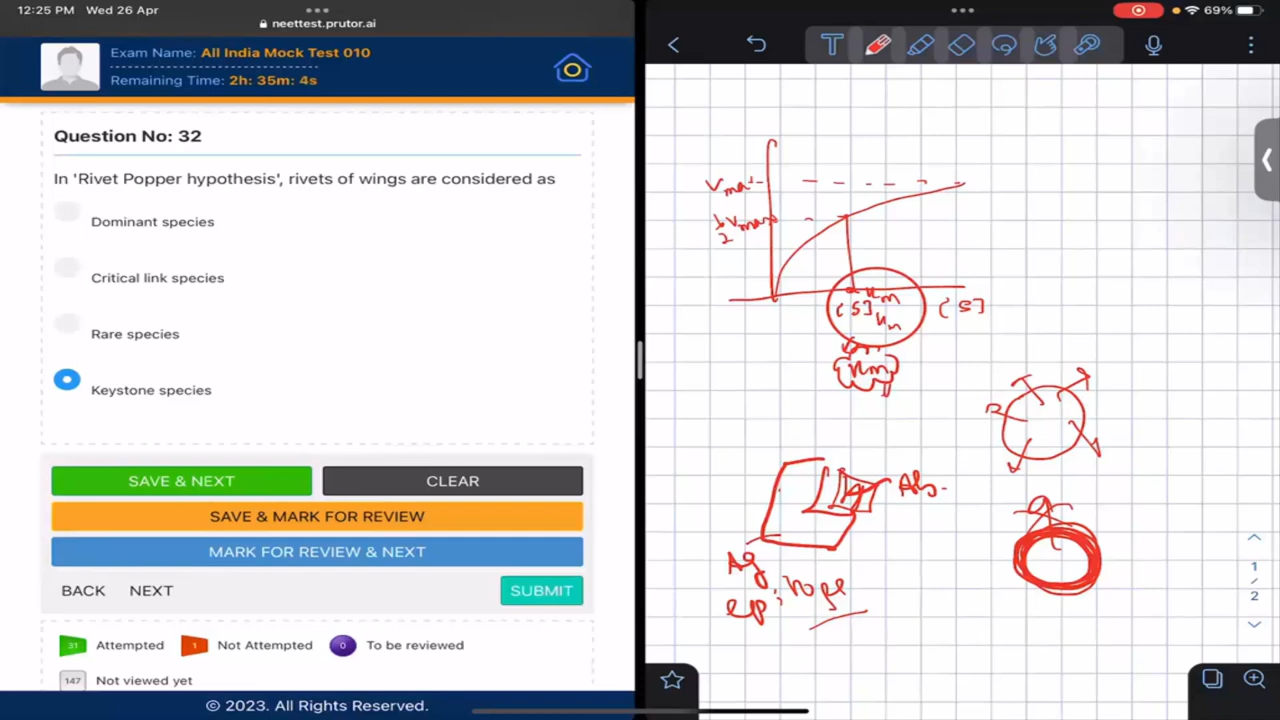 12:25 PM Wed 26 Apr
neettest.prutor.ai
Exam Name: All India Mock Test 010
Remaining Time: 2h: 35m: 4s
Question No: 32
In 'Rivet Popper hypothesis', rivets of wings are considered as
Dominant species
Critical link species
Rare species
Keystone species
SAVE & NEXT
CLEAR
SAVE & MARK FOR REVIEW
MARK FOR REVIEW & NEXT
BACK
NEXT
SUBMIT
31 Attempted
1 Not Attempted
0 To be reviewed
147 Not viewed yet
© 2023. All Rights Reserved.
69%
T
Vmax
Vmax
2
Km
[S]
[S]
Km
Ab.
Ag
1
/
2